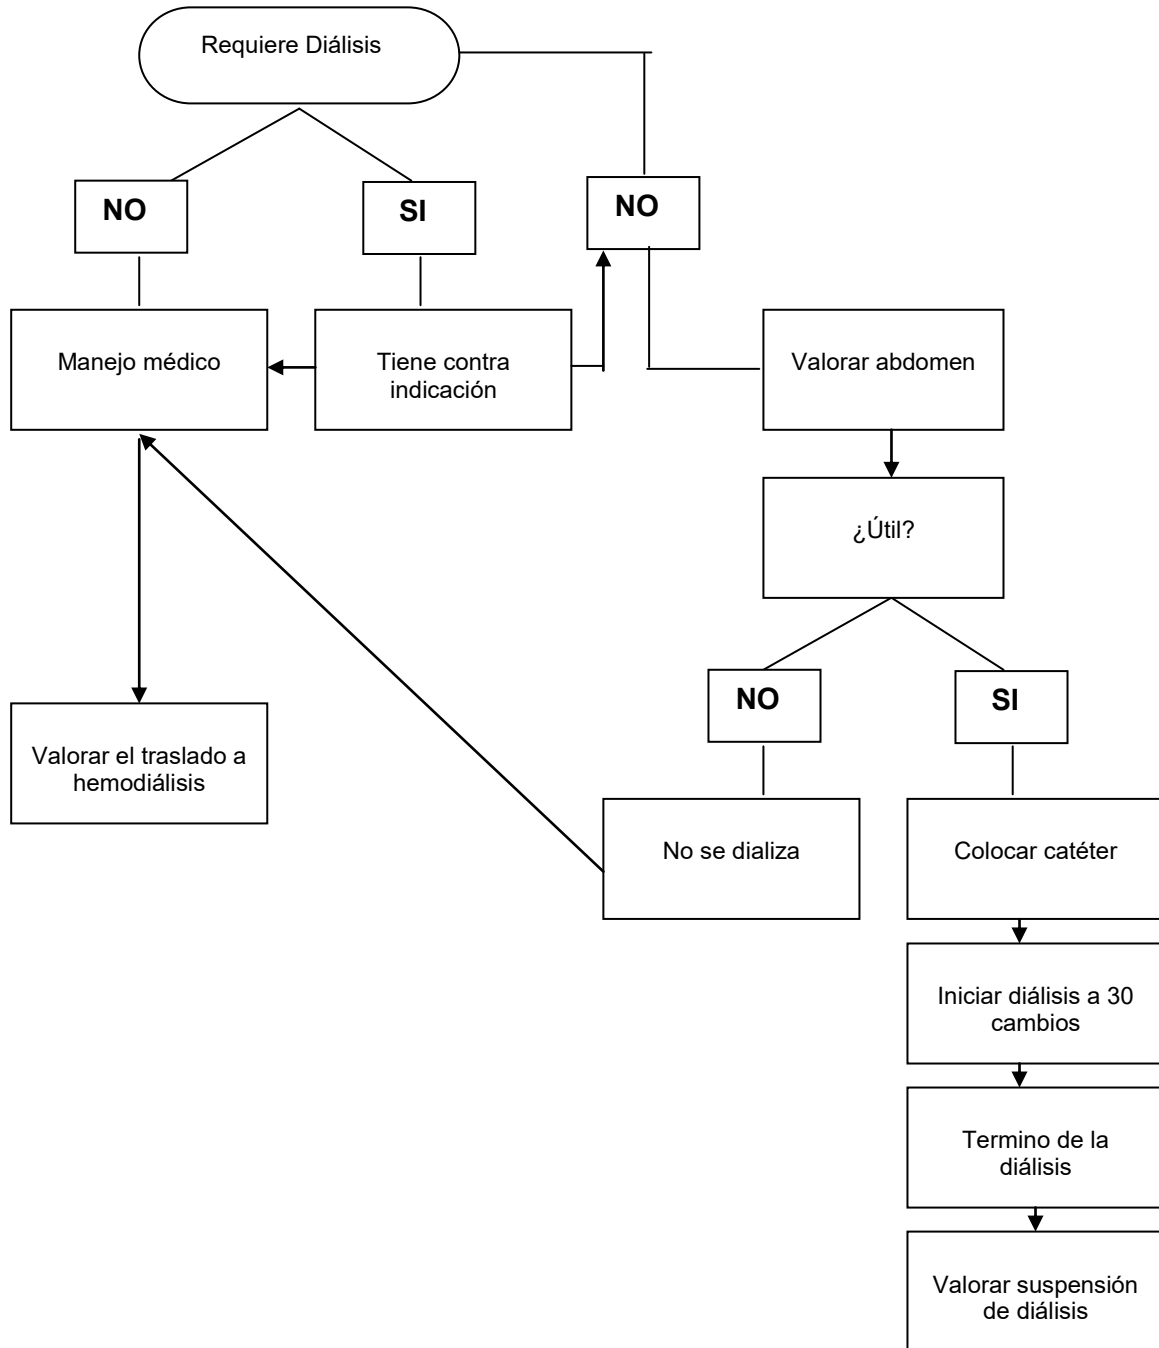 Requiere Diálisis
NO
SI
NO
Manejo médico
Tiene contra
indicación
Valorar abdomen
¿Útil?
NO
SI
Valorar el traslado a
hemodiálisis
No se dializa
Colocar catéter
Iniciar diálisis a 30
cambios
Termino de la
diálisis
Valorar suspensión
de diálisis